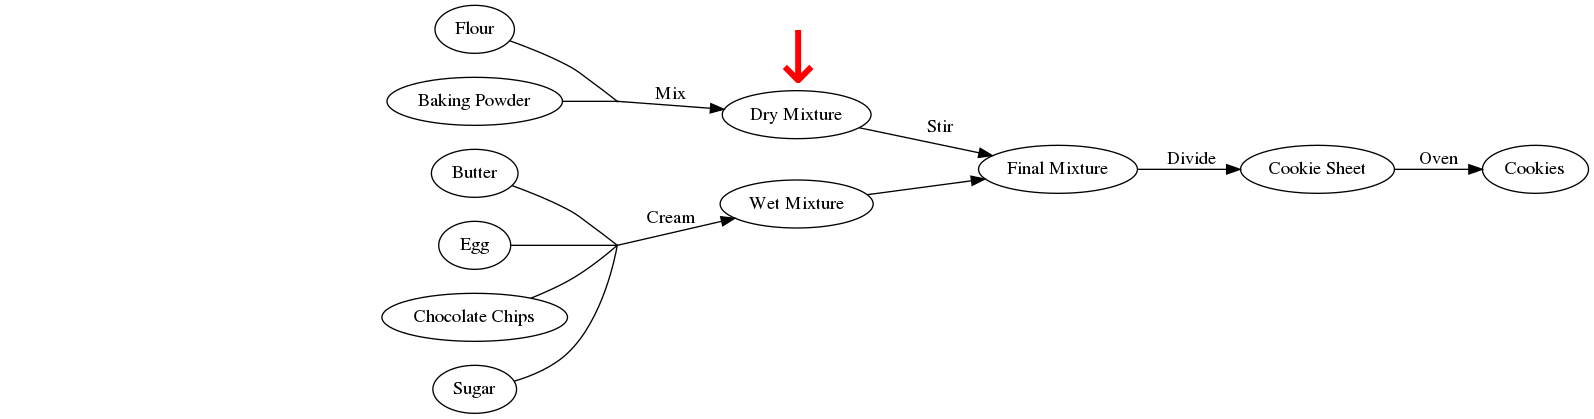 Flour
Baking Powder
Mix
Dry Mixture
Stir
Butter
Egg
Chocolate Chips
Sugar
Cream
Wet Mixture
Final Mixture
Divide
Cookie Sheet
Oven
Cookies